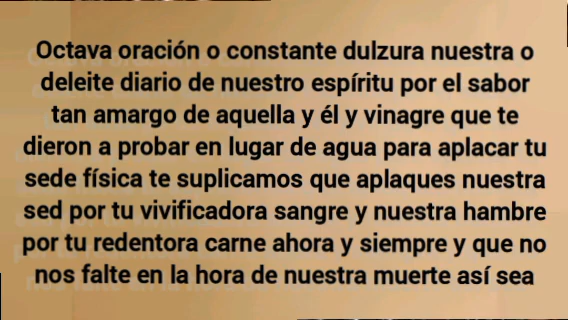 Octava oración o constante dulzura nuestra o
deleite diario de nuestro espíritu por el sabor
tan amargo de aquella y él y vinagre que te
dieron a probar en lugar de agua para aplacar tu
sede física te suplicamos que aplaques nuestra
sed por tu vivificadora sangre y nuestra hambre
por tu redentora carne ahora y siempre y que no
nos falte en la hora de nuestra muerte así sea